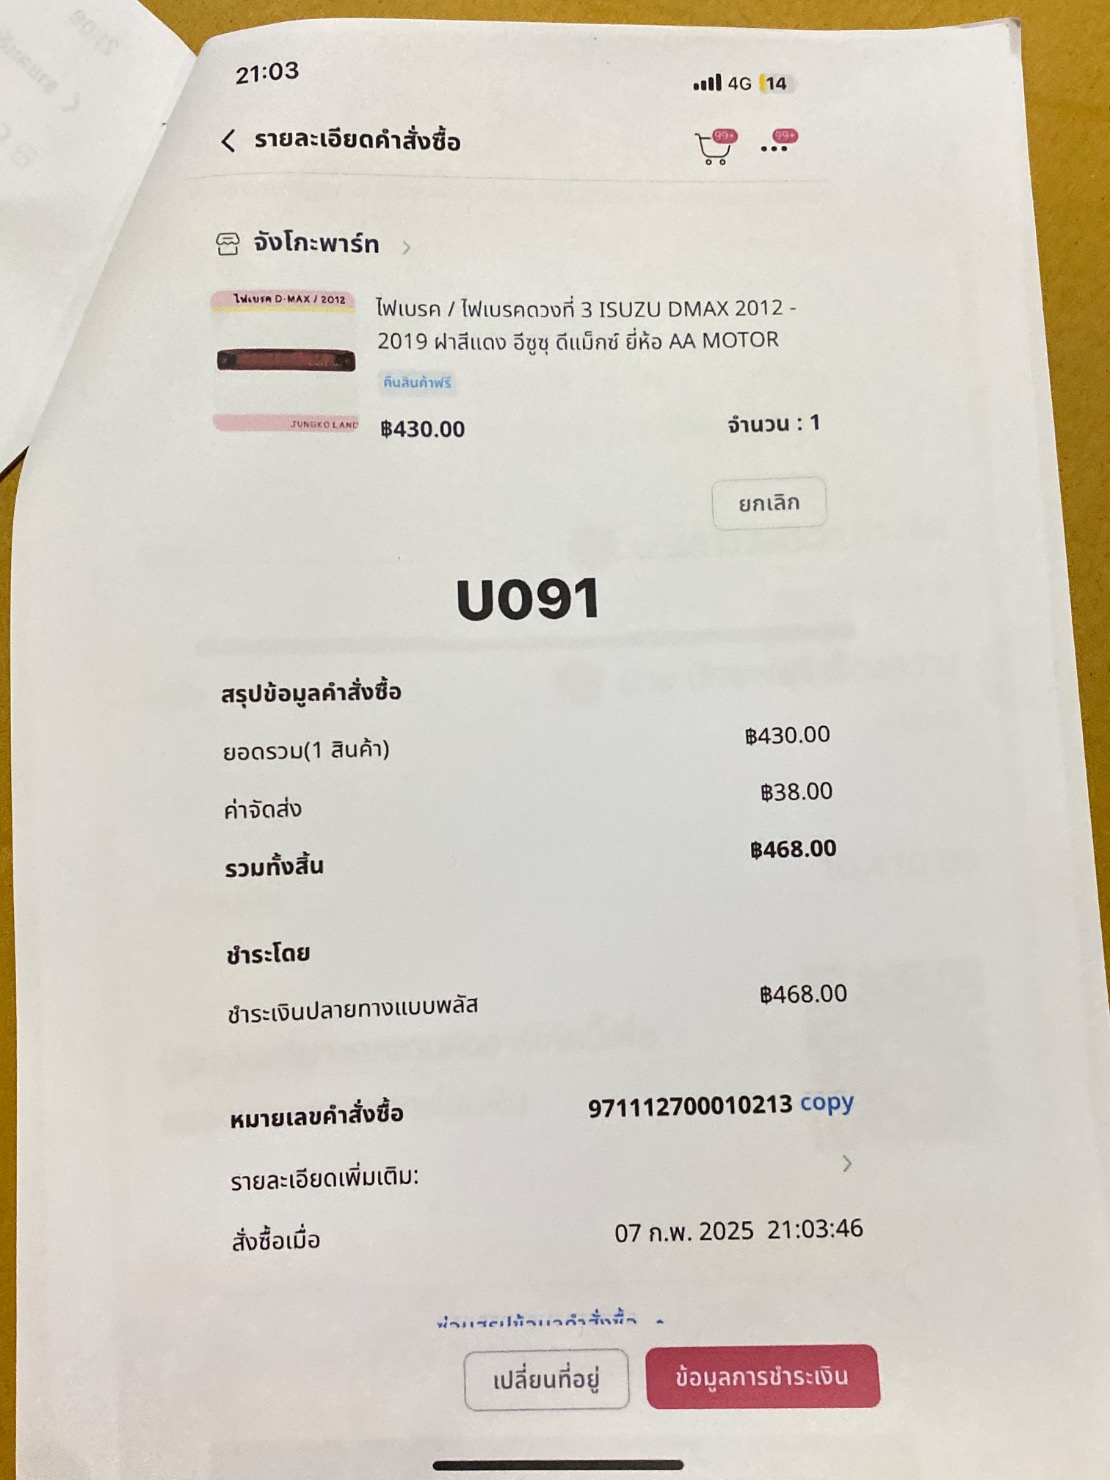 21:03
4G 14
รายละเอียดคำสั่งซื้อ
99+
99+
จังโกะพาร์ท
ไฟเบรค D-MAX / 2012
JUNGKO LAND
ไฟเบรค / ไฟเบรคดวงที่ 3 ISUZU DMAX 2012 -
2019 ฝาสีแดง อีซูซุ ดีแม็กซ์ ยี่ห้อ AA MOTOR
คืนสินค้าฟรี
฿430.00 จำนวน : 1
ยกเลิก
U091
สรุปข้อมูลคำสั่งซื้อ
ยอดรวม(1 สินค้า) ฿430.00
ค่าจัดส่ง ฿38.00
รวมทั้งสิ้น ฿468.00
ชำระโดย
ชำระเงินปลายทางแบบพลัส ฿468.00
หมายเลขคำสั่งซื้อ 971112700010213 copy
รายละเอียดเพิ่มเติม:
สั่งซื้อเมื่อ 07 ก.พ. 2025 21:03:46
เปลี่ยนที่อยู่ ข้อมูลการชำระเงิน